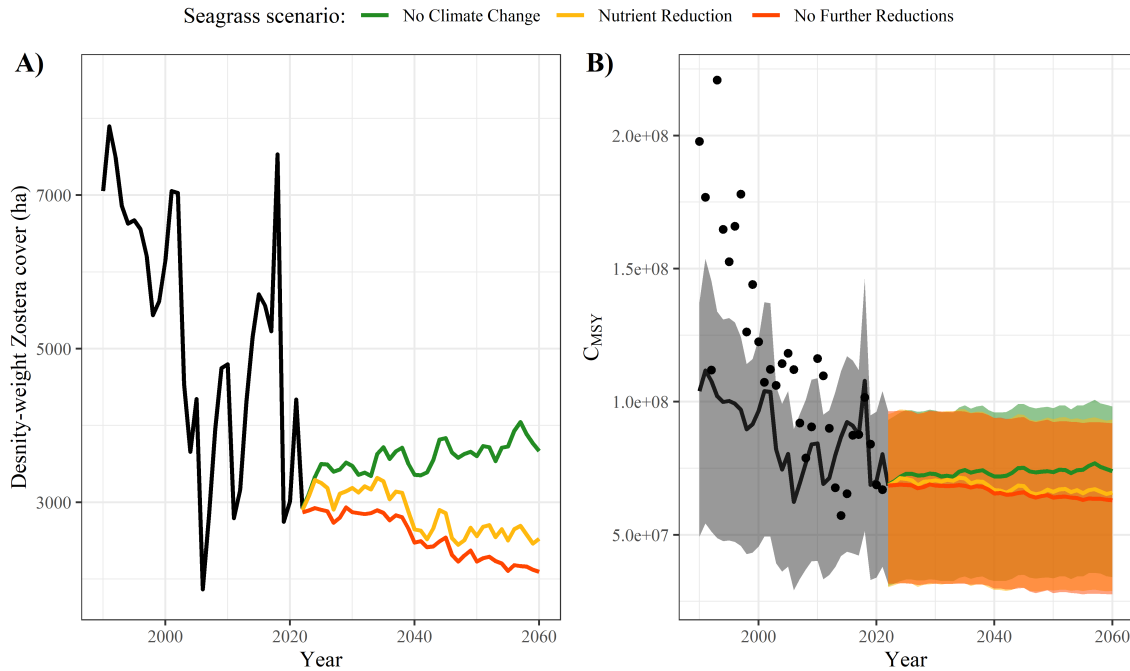 Seagrass scenario: No Climate Change Nutrient Reduction No Further Reductions
A)
Desnity-weight Zostera cover (ha)
7000
5000
3000
2000 2020 2040 2060
Year
B)
C_MSY
2.0e+08
1.5e+08
1.0e+08
5.0e+07
2000 2020 2040 2060
Year